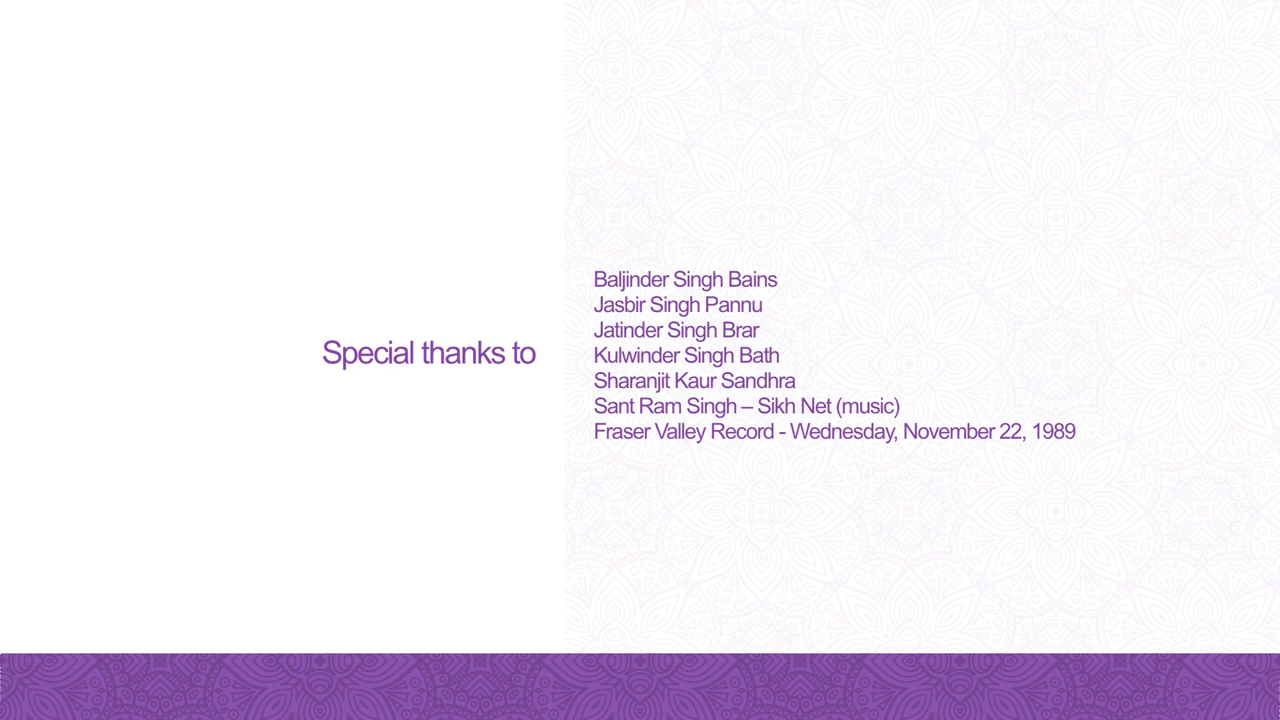 Special thanks to
Baljinder Singh Bains
Jasbir Singh Pannu
Jatinder Singh Brar
Kulwinder Singh Bath
Sharanjit Kaur Sandhra
Sant Ram Singh – Sikh Net (music)
Fraser Valley Record - Wednesday, November 22, 1989